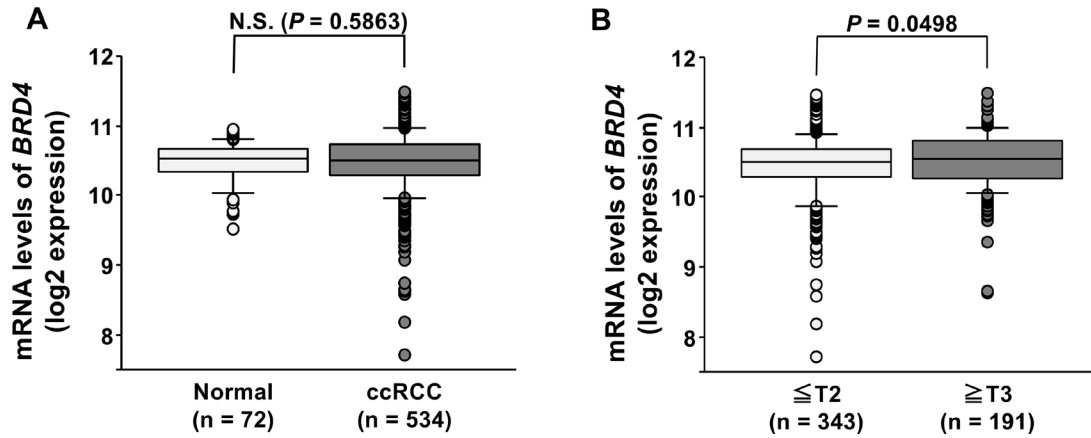 A
N.S. (P = 0.5863)
mRNA levels of BRD4
(log2 expression)
12
11
10
9
8
Normal
(n = 72)
ccRCC
(n = 534)
B
P = 0.0498
mRNA levels of BRD4
(log2 expression)
12
11
10
9
8
≦T2
(n = 343)
≧T3
(n = 191)